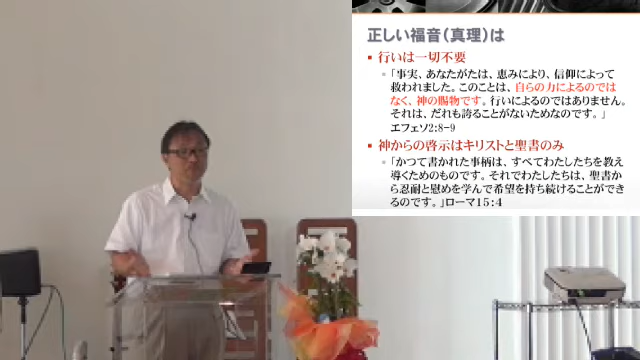 正しい福音(真理)は
行いは一切不要
「事実、あなたがたは、恵みにより、信仰によって
救われました。このことは、自らの力によるのでは
なく、神の賜物です。行いによるのではありません。
それは、だれも誇ることがないためなのです。」
エフェソ2:8-9
神からの啓示はキリストと聖書のみ
「かつて書かれた事柄は、すべてわたしたちを教え
導くためのものです。それでわたしたちは、聖書か
ら忍耐と慰めを学んで希望を持ち続けることができ
るのです。」ローマ15:4